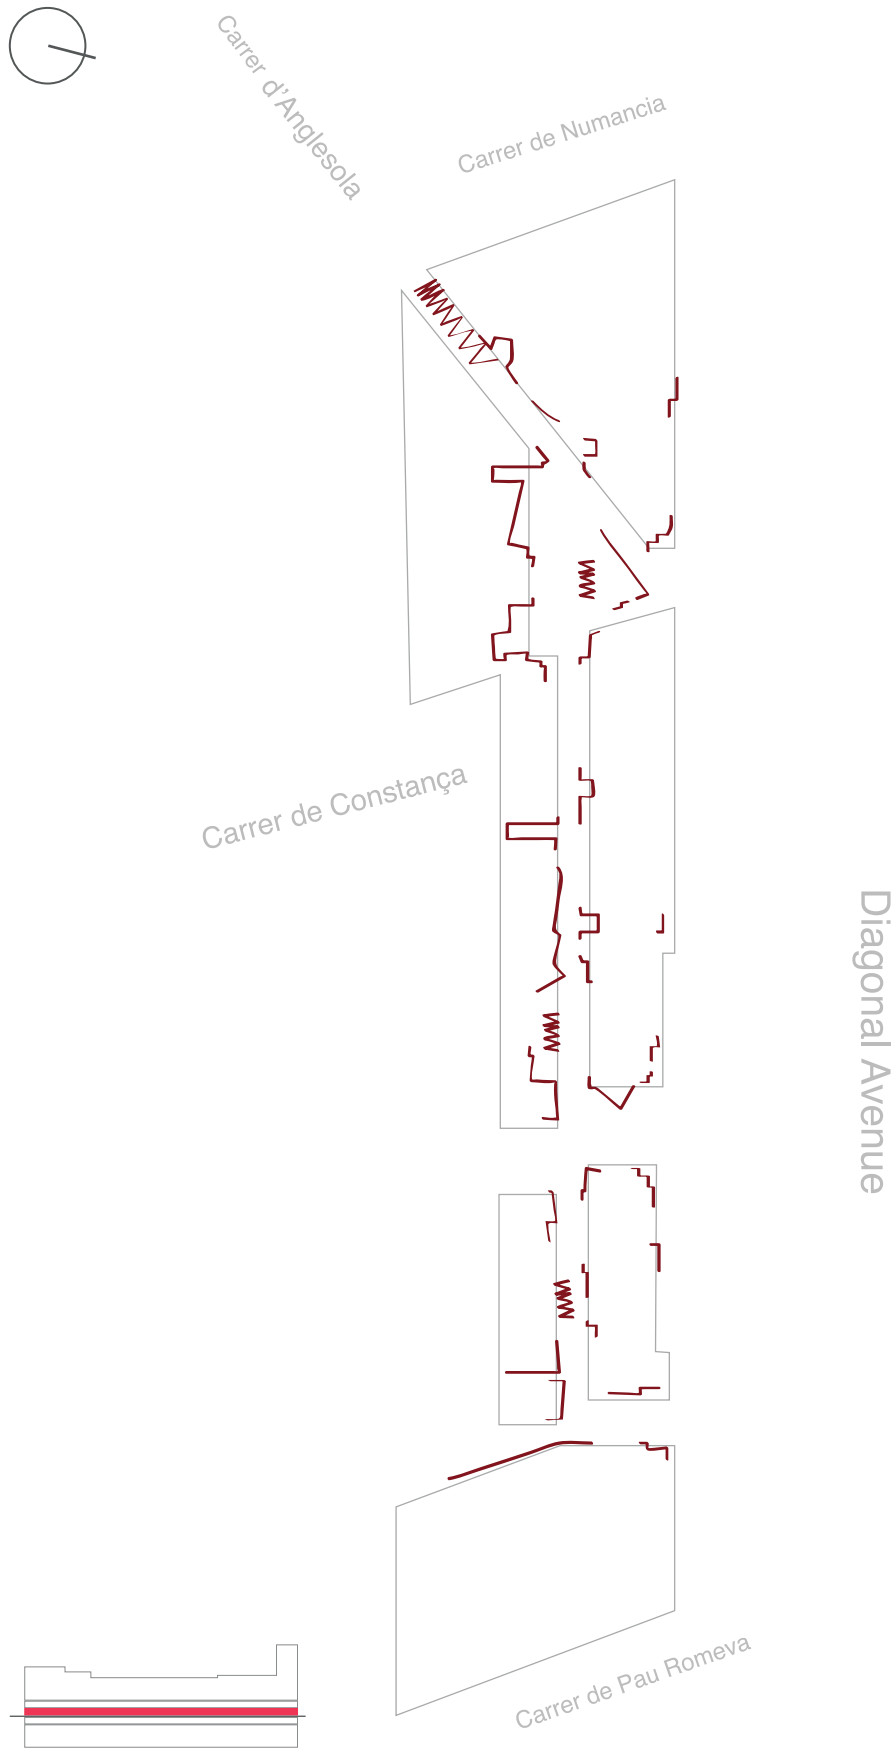 Carrer d’Anglesola
Carrer de Numancia
Carrer de Constança
Diagonal Avenue
Carrer de Pau Romeva